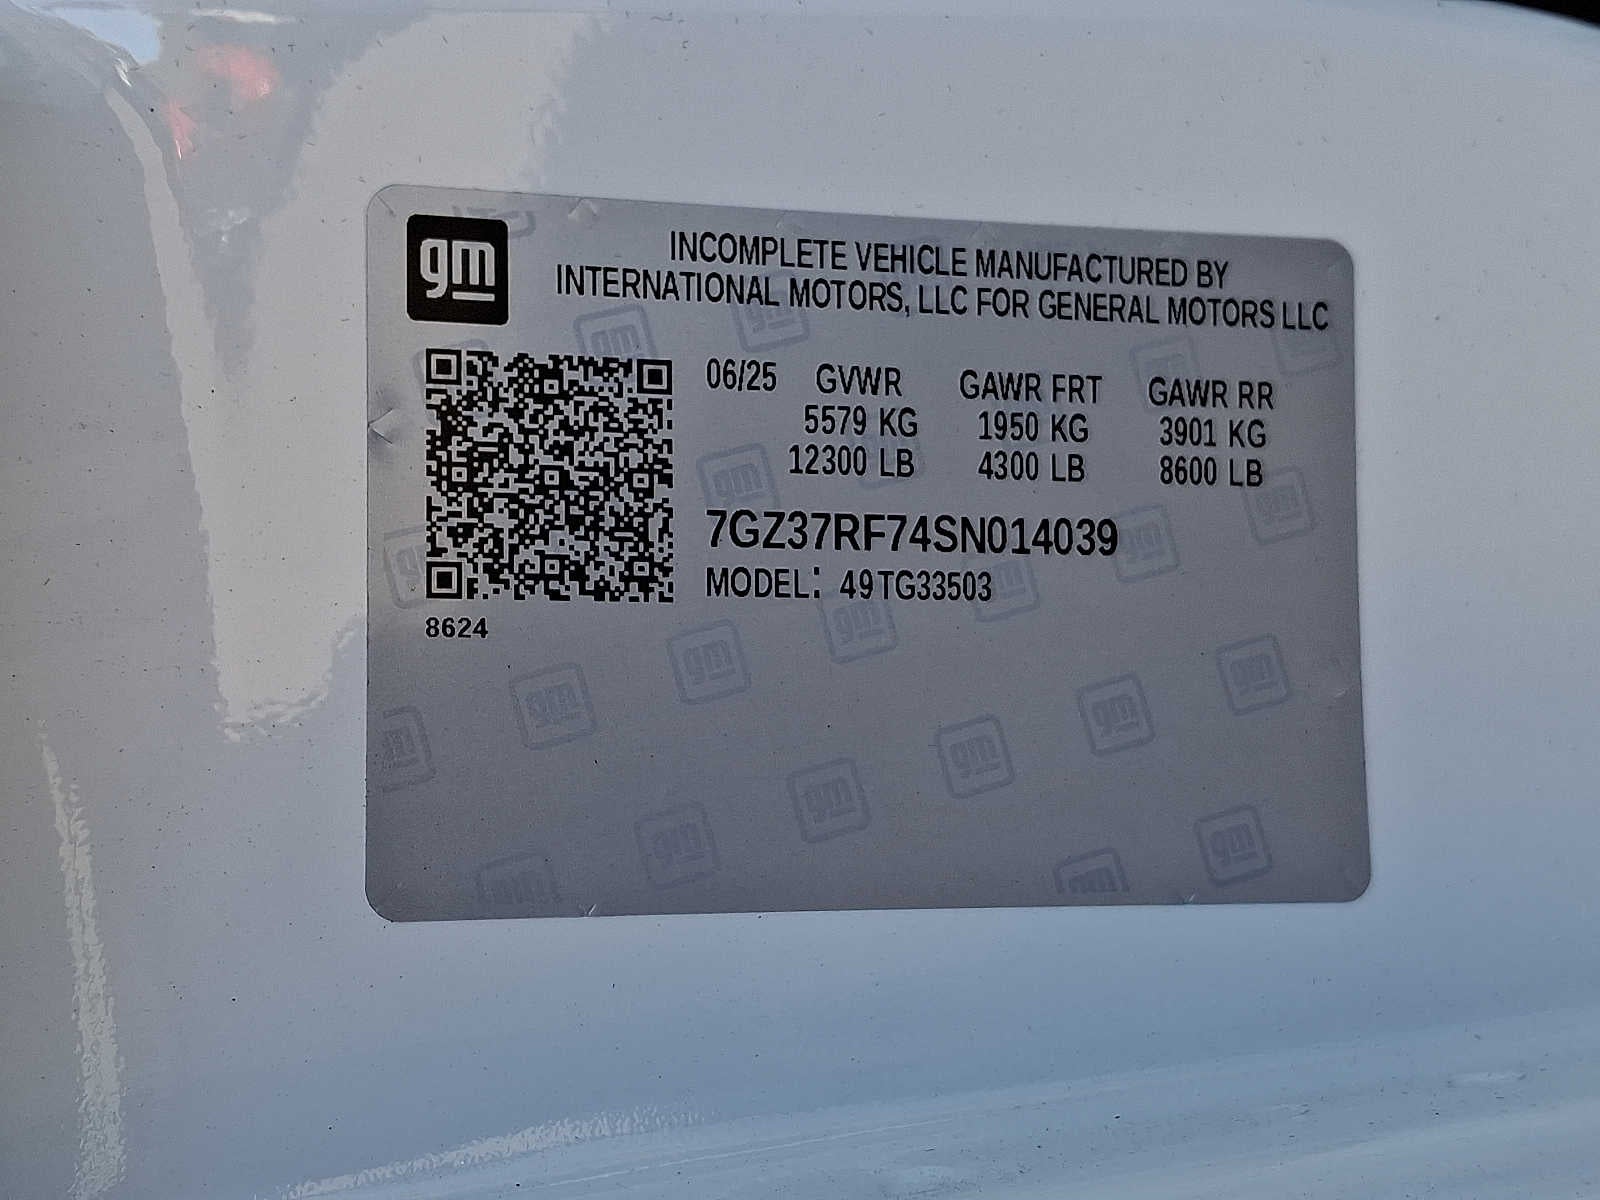 gm
INCOMPLETE VEHICLE MANUFACTURED BY
INTERNATIONAL MOTORS, LLC FOR GENERAL MOTORS LLC
06/25 GVWR GAWR FRT GAWR RR
5579 KG 1950 KG 3901 KG
12300 LB 4300 LB 8600 LB
7GZ37RF74SN014039
MODEL: 49TG33503
8624